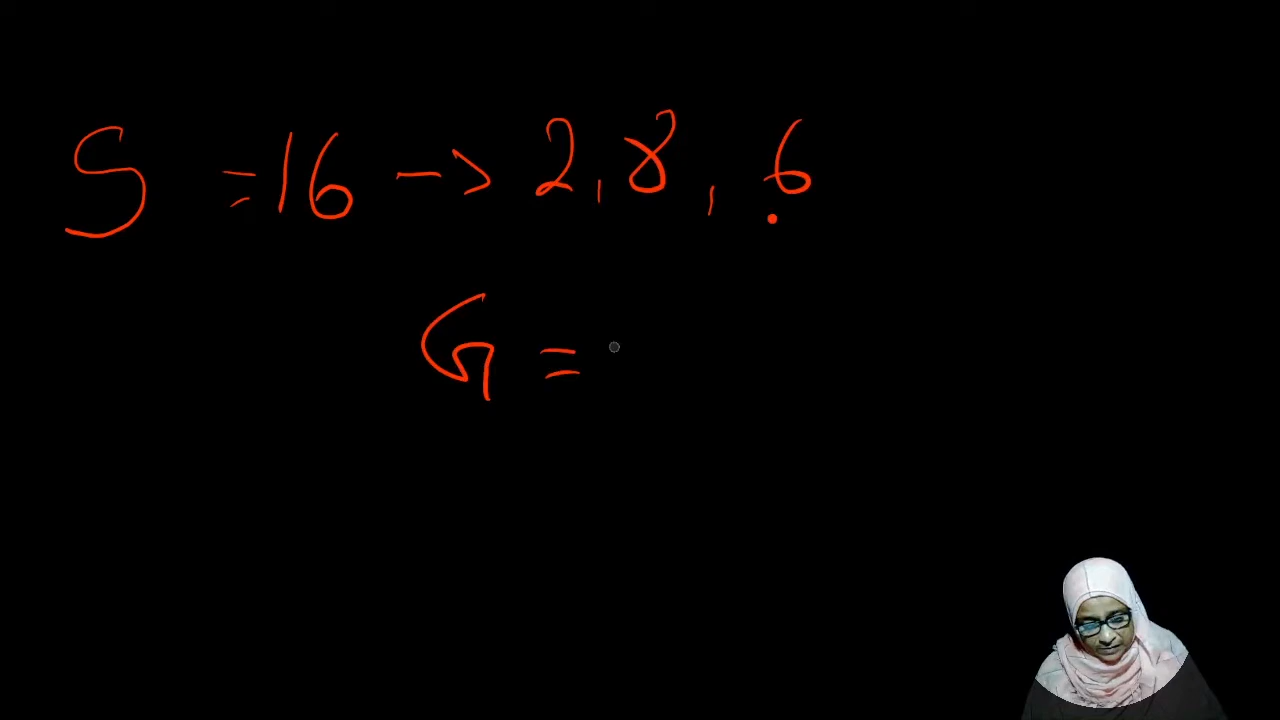 S = 16 -> 2, 8, 6
G =